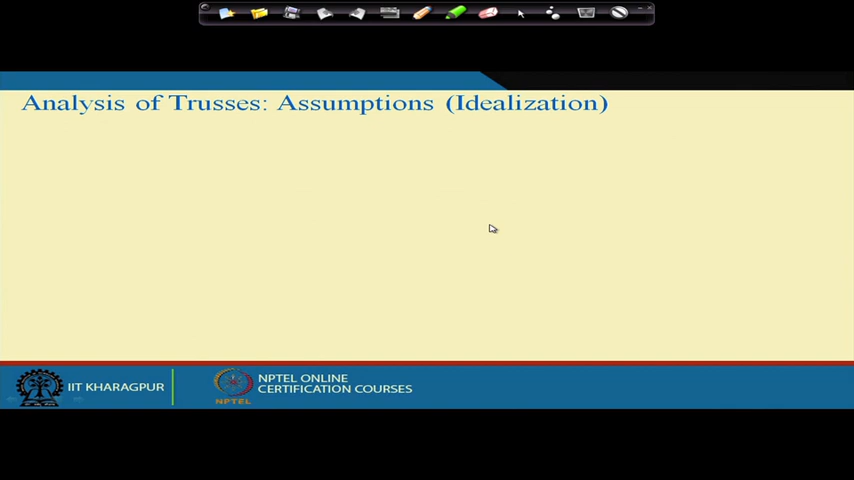 Analysis of Trusses: Assumptions (Idealization)
IIT KHARAGPUR
NPTEL ONLINE
CERTIFICATION COURSES
NPTEL